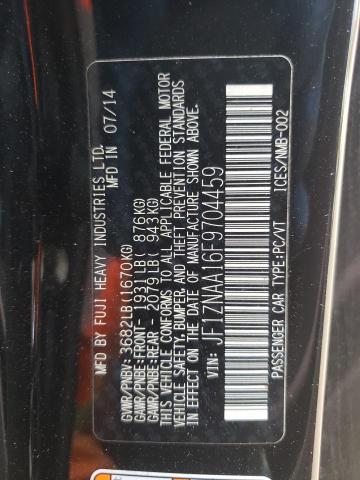 MFD BY FUJI HEAVY INDUSTRIES LTD.
IN 07/14
GVWR/PNBV: 3682LB(1670KG)
GAWR/PNBE:FRONT- 1931LB( 876KG)
GAWR/PNBE:REAR - 2079LB( 943KG)
THIS VEHICLE CONFORMS TO ALL APPLICABLE FEDERAL MOTOR
VEHICLE SAFETY, BUMPER, AND THEFT PREVENTION STANDARDS
IN EFFECT ON THE DATE OF MANUFACTURE SHOWN ABOVE.
VIN: JF1ZNAA16F9704459
ICES/NMB-002
PASSENGER CAR TYPE:PC/VT